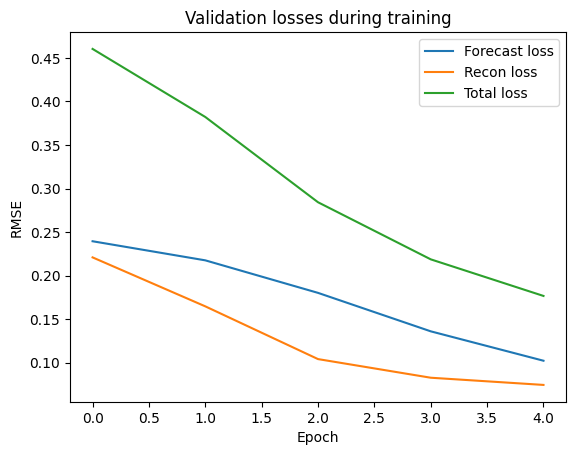 Validation losses during training
Forecast loss
Recon loss
Total loss
0.45
0.40
0.35
0.30
0.25
0.20
0.15
0.10
RMSE
0.0 0.5 1.0 1.5 2.0 2.5 3.0 3.5 4.0
Epoch